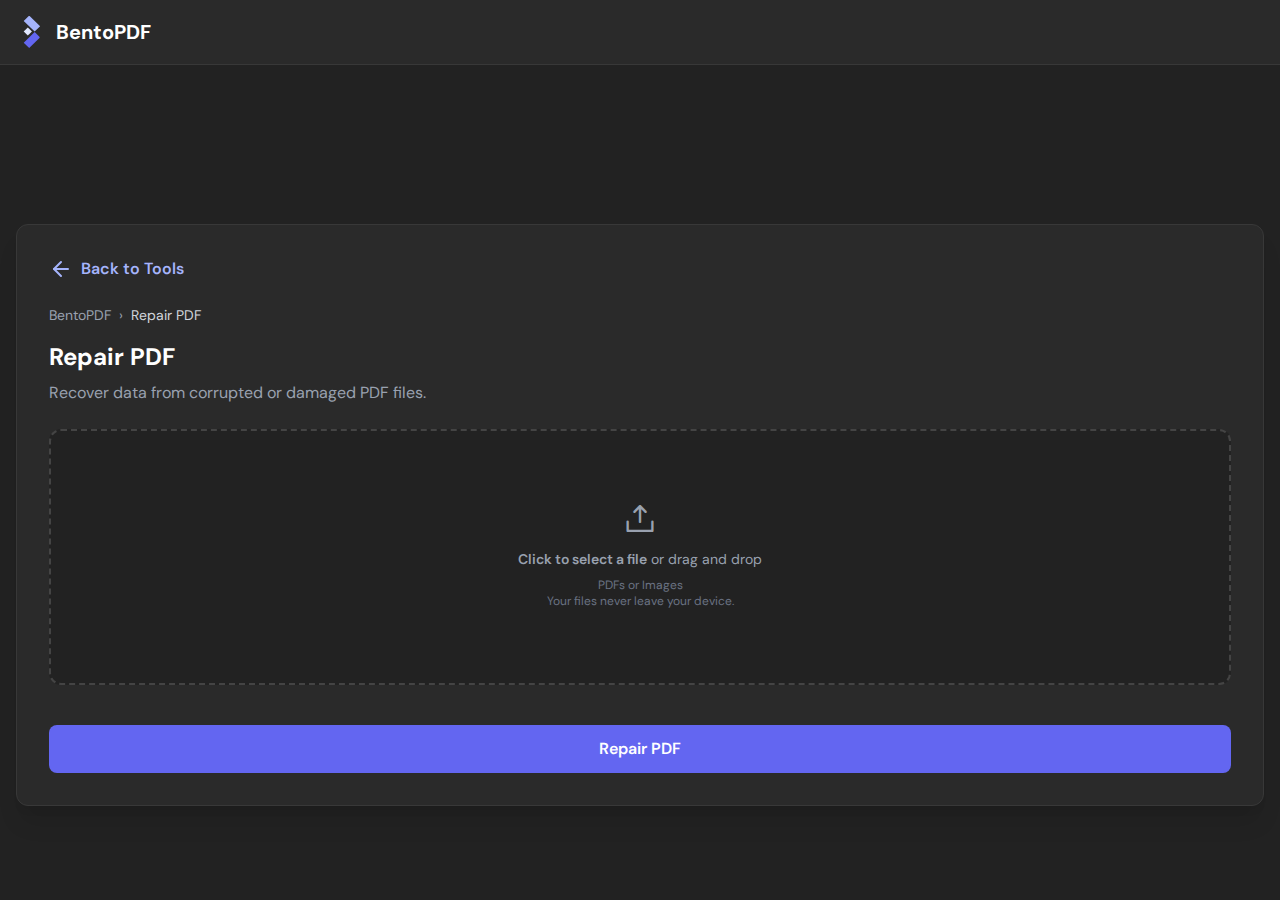 BentoPDF
Back to Tools
BentoPDF › Repair PDF
Repair PDF
Recover data from corrupted or damaged PDF files.
Click to select a file or drag and drop
PDFs or Images
Your files never leave your device.
Repair PDF